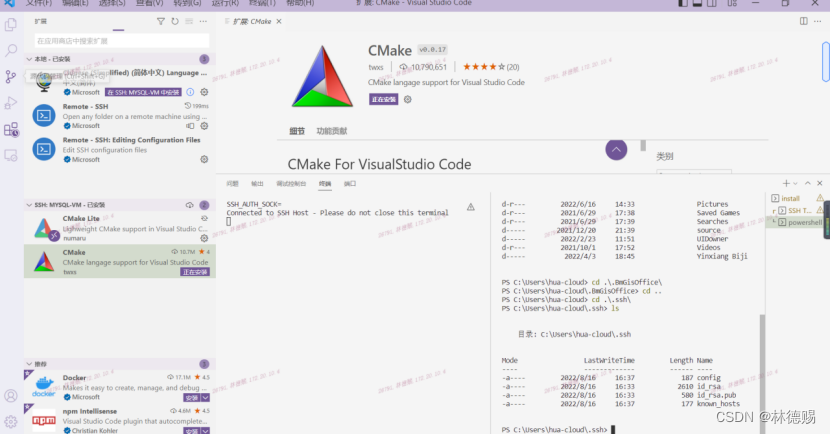 文件(F) 编辑(E) 选择(S) 查看(V) 转到(G) 运行(R) 终端(T) 帮助(H)
扩展: CMake - Visual Studio Code
扩展
在应用商店中搜索扩展
本地 - 已安装
3
(Simplified) (简体中文) Language ...
中文(简体)
Microsoft
在 SSH: MYSQL-VM 中安装
Remote - SSH
199ms
Open any folder on a remote machine using ...
Microsoft
Remote - SSH: Editing Configuration Files
Edit SSH configuration files
Microsoft
SSH: MYSQL-VM - 已安装
2
CMake Lite
Lighweight CMake support in Visual Studio C...
numaru
CMake
10.7M
4
CMake langage support for Visual Studio Code
twxs
正在安装
推荐
Docker
17.1M
4.5
Makes it easy to create, manage, and debug ...
Microsoft
安装
npm Intellisense
4.6M
4.5
Visual Studio Code plugin that autocomplete...
Christian Kohler
安装
扩展: CMake
CMake
v0.0.17
twxs
10,790,651
(20)
CMake langage support for Visual Studio Code
正在安装
细节
功能贡献
CMake For VisualStudio Code
类别
问题
输出
调试控制台
终端
端口
SSH_AUTH_SOCK=
Connected to SSH Host - Please do not close this terminal
d-r--- 2022/6/16 14:33 Pictures
d-r--- 2021/6/29 17:38 Saved Games
d-r--- 2021/6/29 17:39 Searches
d----- 2021/12/20 21:39 source
d----- 2022/2/23 11:51 UIDowner
d-r--- 2021/10/1 17:52 Videos
d----- 2022/4/3 18:45 Yinxiang Biji
PS C:\Users\hua-cloud> cd .\.BmGisOffice\
PS C:\Users\hua-cloud\.BmGisOffice> cd ..
PS C:\Users\hua-cloud> cd .\.ssh\
PS C:\Users\hua-cloud\.ssh> ls
目录: C:\Users\hua-cloud\.ssh
Mode LastWriteTime Length Name
---- ------------- ------ ----
-a---- 2022/8/16 16:37 187 config
-a---- 2022/8/16 16:33 2610 id_rsa
-a---- 2022/8/16 16:33 580 id_rsa.pub
-a---- 2022/8/16 16:37 177 known_hosts
PS C:\Users\hua-cloud\.ssh>
install
SSH T...
powershell
CSDN @林德赐